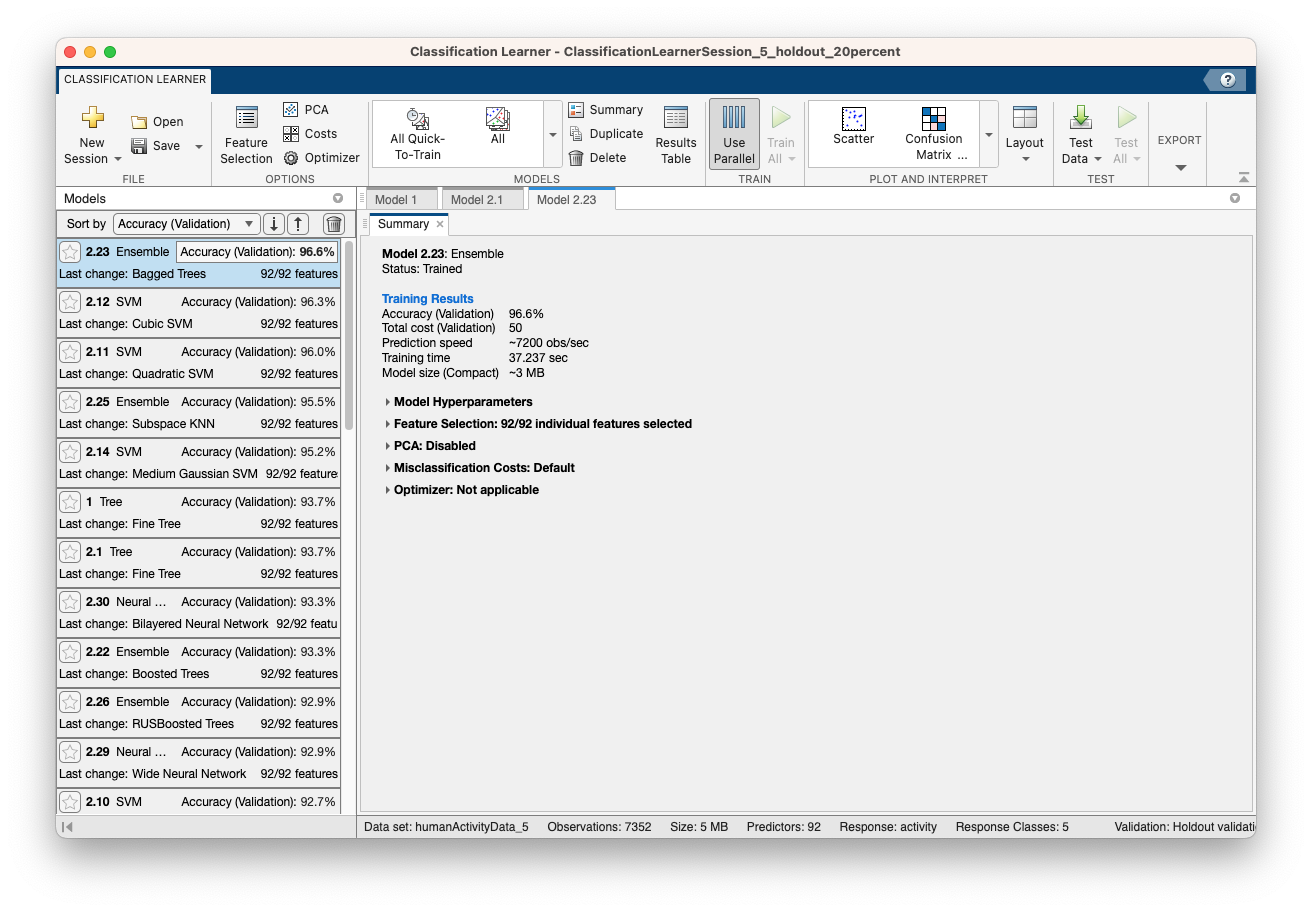 Classification Learner - ClassificationLearnerSession_5_holdout_20percent
CLASSIFICATION LEARNER
?
New Session
Open
Save
FILE
Feature Selection
PCA
Costs
Optimizer
OPTIONS
All Quick-To-Train
All
Summary
Duplicate
Delete
Results Table
MODELS
Use Parallel
Train All
TRAIN
Scatter
Confusion Matrix ...
Layout
PLOT AND INTERPRET
Test Data
Test All
TEST
EXPORT
Models
Sort by Accuracy (Validation)
2.23 Ensemble Accuracy (Validation): 96.6%
Last change: Bagged Trees 92/92 features
2.12 SVM Accuracy (Validation): 96.3%
Last change: Cubic SVM 92/92 features
2.11 SVM Accuracy (Validation): 96.0%
Last change: Quadratic SVM 92/92 features
2.25 Ensemble Accuracy (Validation): 95.5%
Last change: Subspace KNN 92/92 features
2.14 SVM Accuracy (Validation): 95.2%
Last change: Medium Gaussian SVM 92/92 feature
1 Tree Accuracy (Validation): 93.7%
Last change: Fine Tree 92/92 features
2.1 Tree Accuracy (Validation): 93.7%
Last change: Fine Tree 92/92 features
2.30 Neural ... Accuracy (Validation): 93.3%
Last change: Bilayered Neural Network 92/92 featu
2.22 Ensemble Accuracy (Validation): 93.3%
Last change: Boosted Trees 92/92 features
2.26 Ensemble Accuracy (Validation): 92.9%
Last change: RUSBoosted Trees 92/92 features
2.29 Neural ... Accuracy (Validation): 92.9%
Last change: Wide Neural Network 92/92 features
2.10 SVM Accuracy (Validation): 92.7%
Model 1 Model 2.1 Model 2.23
Summary
Model 2.23: Ensemble
Status: Trained
Training Results
Accuracy (Validation) 96.6%
Total cost (Validation) 50
Prediction speed ~7200 obs/sec
Training time 37.237 sec
Model size (Compact) ~3 MB
Model Hyperparameters
Feature Selection: 92/92 individual features selected
PCA: Disabled
Misclassification Costs: Default
Optimizer: Not applicable
Data set: humanActivityData_5 Observations: 7352 Size: 5 MB Predictors: 92 Response: activity Response Classes: 5 Validation: Holdout validati